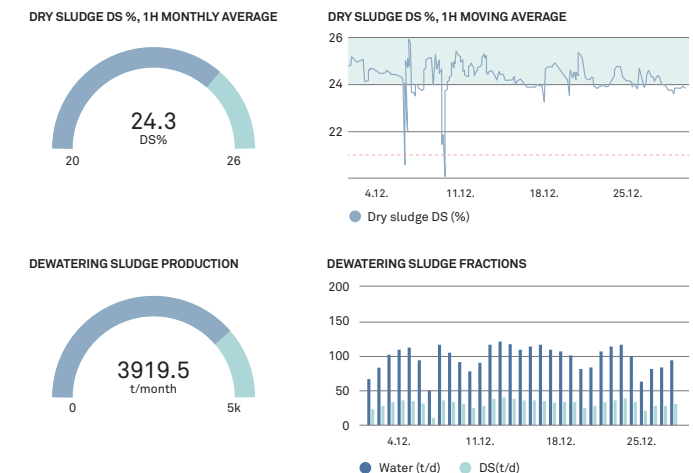 DRY SLUDGE DS %, 1H MONTHLY AVERAGE
24.3
DS%
20 26
DRY SLUDGE DS %, 1H MOVING AVERAGE
26
24
22
4.12. 11.12. 18.12. 25.12.
Dry sludge DS (%)
DEWATERING SLUDGE PRODUCTION
3919.5
t/month
0 5k
DEWATERING SLUDGE FRACTIONS
200
150
100
50
0
4.12. 11.12. 18.12. 25.12.
Water (t/d) DS(t/d)